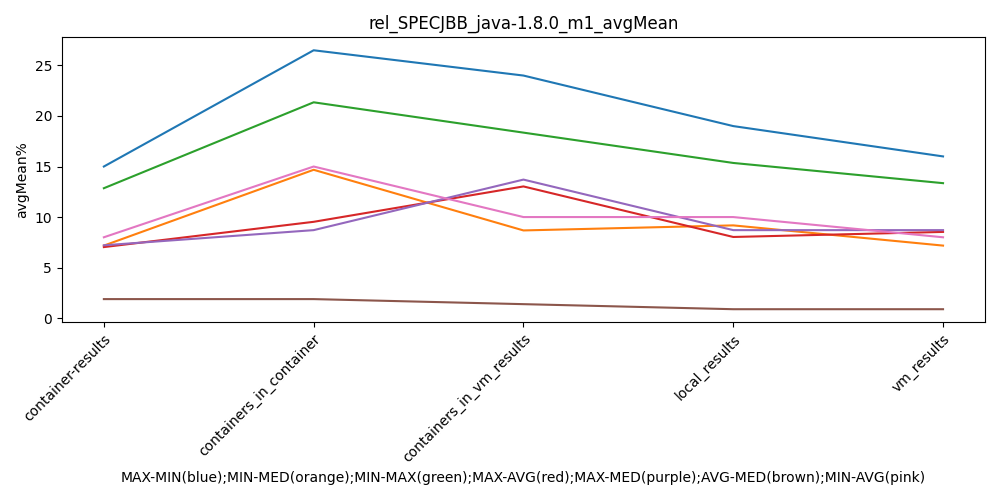 rel_SPECJBB_java-1.8.0_m1_avgMean
avgMean%
25
20
15
10
5
0
container-results
containers_in_container
containers_in_vm_results
local_results
vm_results
MAX-MIN(blue);MIN-MED(orange);MIN-MAX(green);MAX-AVG(red);MAX-MED(purple);AVG-MED(brown);MIN-AVG(pink)